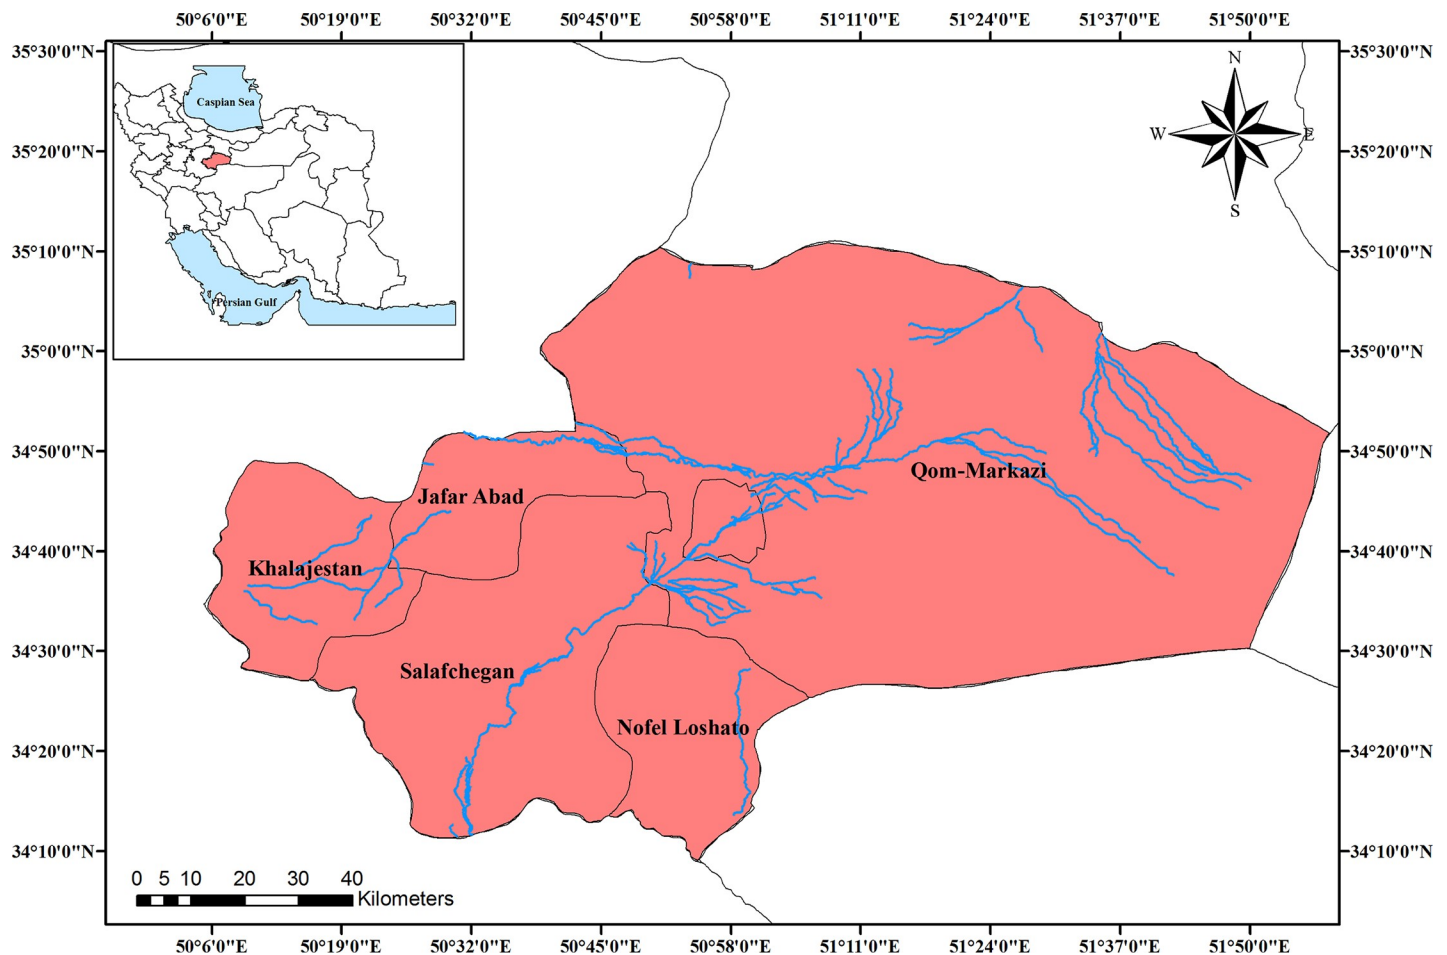 50°6'0"E 50°19'0"E 50°32'0"E 50°45'0"E 50°58'0"E 51°11'0"E 51°24'0"E 51°37'0"E 51°50'0"E
35°30'0"N 35°30'0"N
N
Caspian Sea
W E
35°20'0"N 35°20'0"N
S
35°10'0"N 35°10'0"N
Persian Gulf
35°0'0"N 35°0'0"N
34°50'0"N 34°50'0"N
Qom-Markazi
Jafar Abad
34°40'0"N 34°40'0"N
Khalajestan
34°30'0"N 34°30'0"N
Salafchegan
Nofel Loshato
34°20'0"N 34°20'0"N
34°10'0"N 34°10'0"N
0 5 10 20 30 40
Kilometers
50°6'0"E 50°19'0"E 50°32'0"E 50°45'0"E 50°58'0"E 51°11'0"E 51°24'0"E 51°37'0"E 51°50'0"E